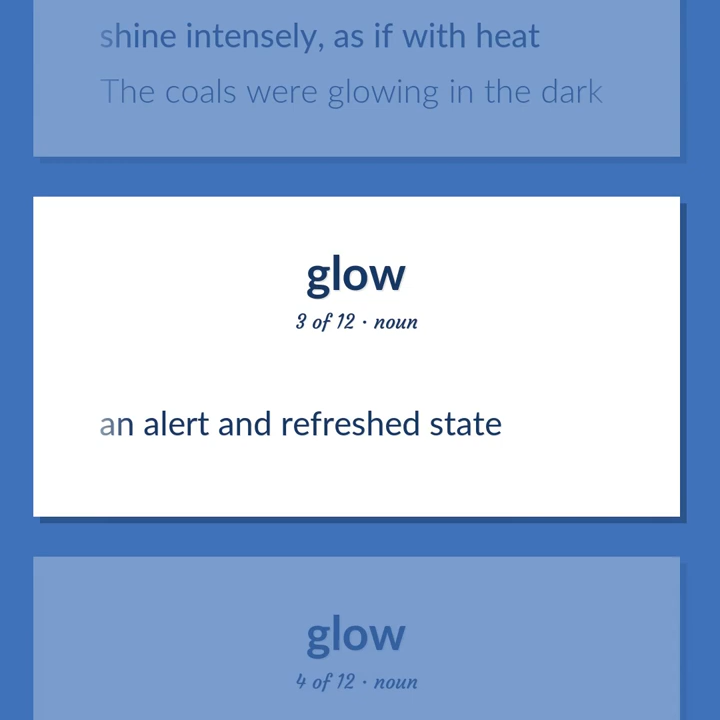 shine intensely, as if with heat
The coals were glowing in the dark
glow
3 of 12 · noun
an alert and refreshed state
glow
4 of 12 · noun